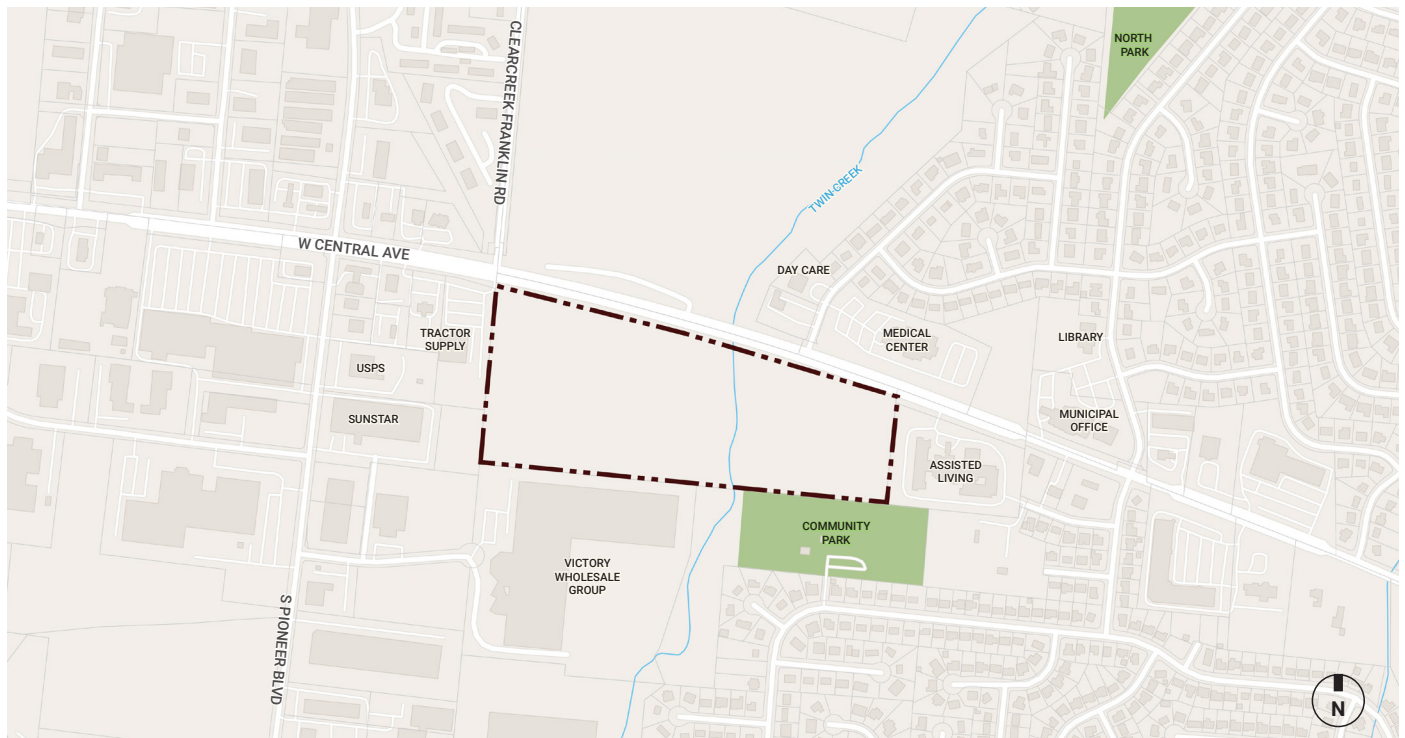 NORTH
PARK
CLEARCREEK FRANKLIN RD
TWIN CREEK
W CENTRAL AVE
DAY CARE
TRACTOR
SUPPLY
MEDICAL
CENTER
LIBRARY
USPS
SUNSTAR
MUNICIPAL
OFFICE
ASSISTED
LIVING
COMMUNITY
PARK
VICTORY
WHOLESALE
GROUP
S PIONEER BLVD
N